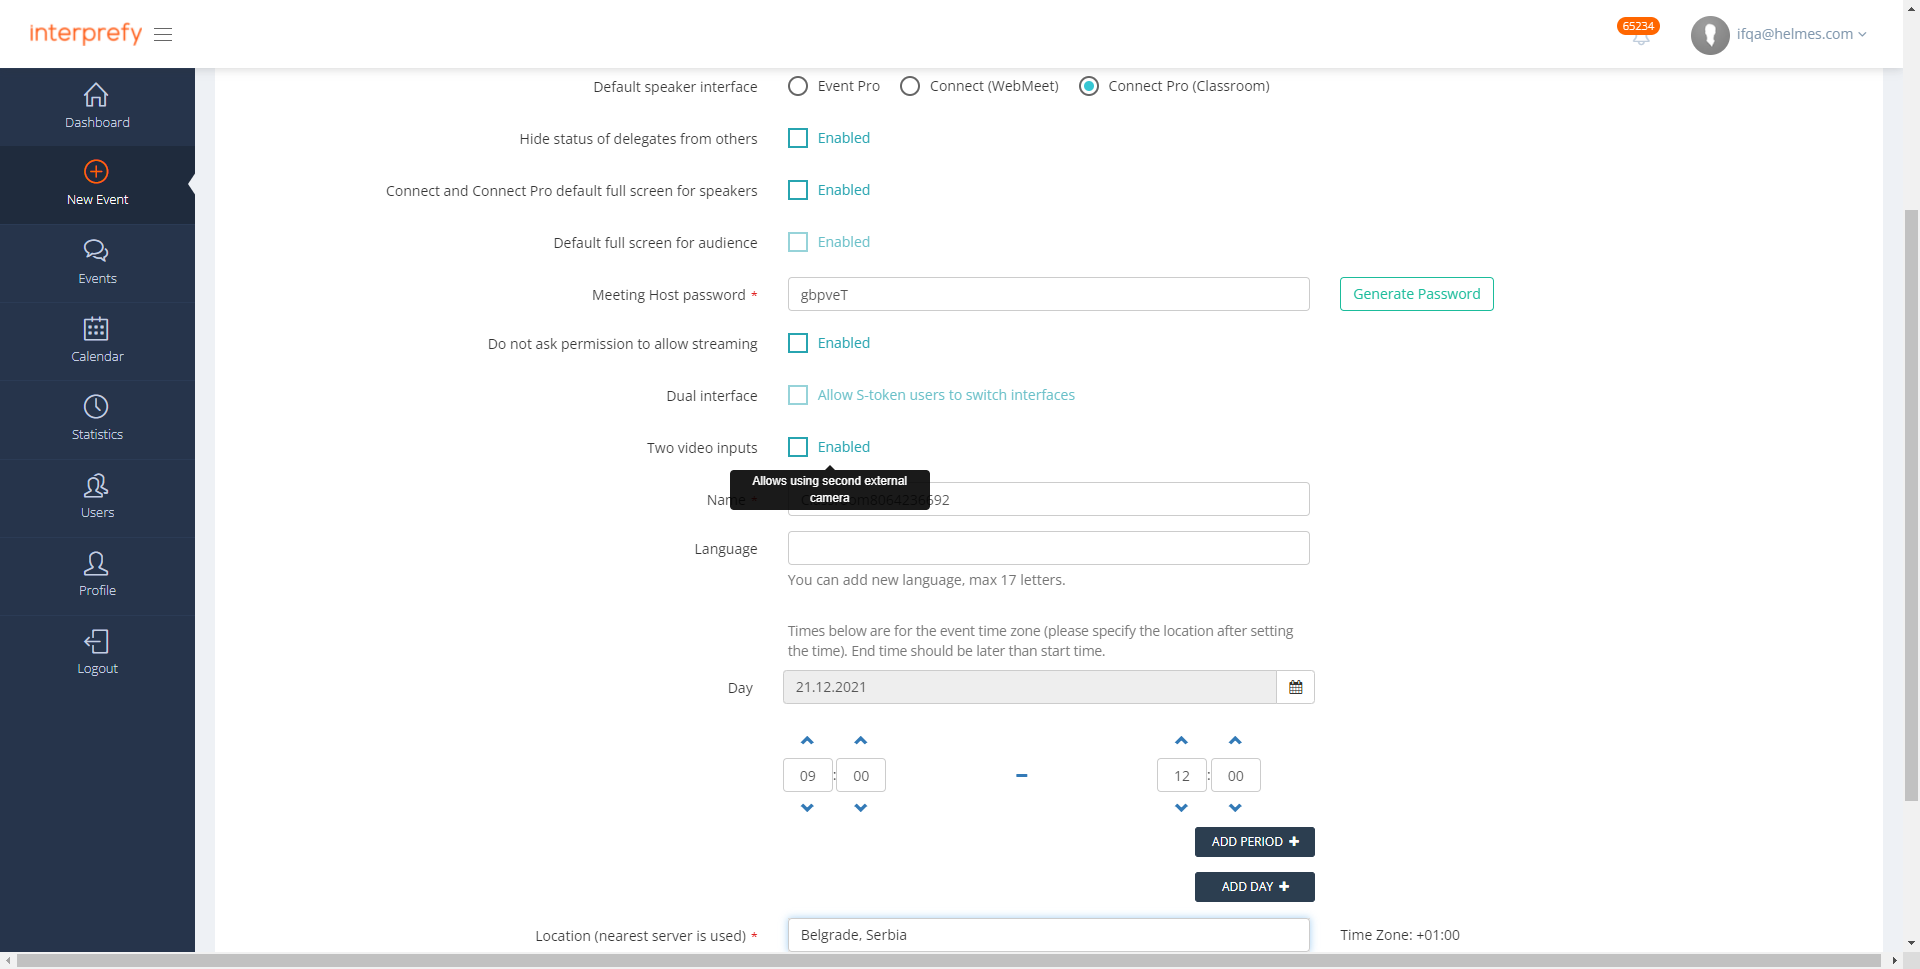 interprefy
65234
ifqa@helmes.com
Dashboard
New Event
Events
Calendar
Statistics
Users
Profile
Logout
Default speaker interface
Event Pro
Connect (WebMeet)
Connect Pro (Classroom)
Hide status of delegates from others
Enabled
Connect and Connect Pro default full screen for speakers
Enabled
Default full screen for audience
Enabled
Meeting Host password *
gbpveT
Generate Password
Do not ask permission to allow streaming
Enabled
Dual interface
Allow S-token users to switch interfaces
Two video inputs
Enabled
Allows using second external
camera
Name *
Language
You can add new language, max 17 letters.
Times below are for the event time zone (please specify the location after setting
the time). End time should be later than start time.
Day
21.12.2021
09 : 00 – 12 : 00
ADD PERIOD +
ADD DAY +
Location (nearest server is used) *
Belgrade, Serbia
Time Zone: +01:00